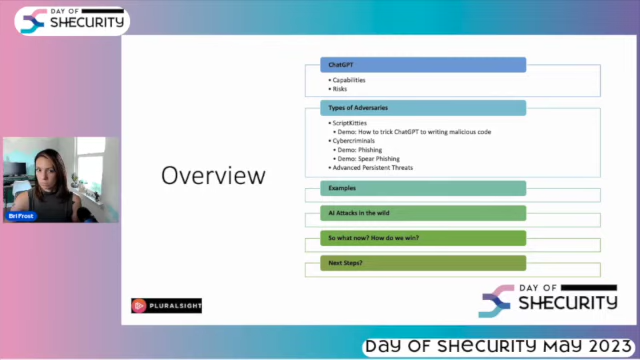 DAY OF
SHECURITY
ChatGPT
• Capabilities
• Risks
Types of Adversaries
• ScriptKitties
• Demo: How to trick ChatGPT to writing malicious code
• Cybercriminals
• Demo: Phishing
• Demo: Spear Phishing
• Advanced Persistent Threats
Overview
Examples
AI Attacks in the wild
So what now? How do we win?
Next Steps?
Bri Frost
PLURALSIGHT
DAY OF
SHECURITY
DAY OF SHECURITY MAY 2023